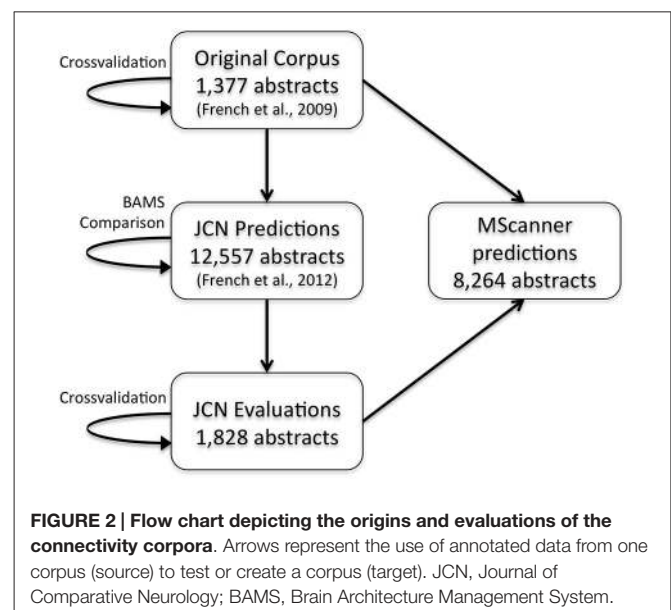 Crossvalidation
Original Corpus
1,377 abstracts
(French et al., 2009)
BAMS
Comparison
JCN Predictions
12,557 abstracts
(French et al., 2012)
MScanner
predictions
8,264 abstracts
Crossvalidation
JCN Evaluations
1,828 abstracts
FIGURE 2 | Flow chart depicting the origins and evaluations of the
connectivity corpora. Arrows represent the use of annotated data from one
corpus (source) to test or create a corpus (target). JCN, Journal of
Comparative Neurology; BAMS, Brain Architecture Management System.